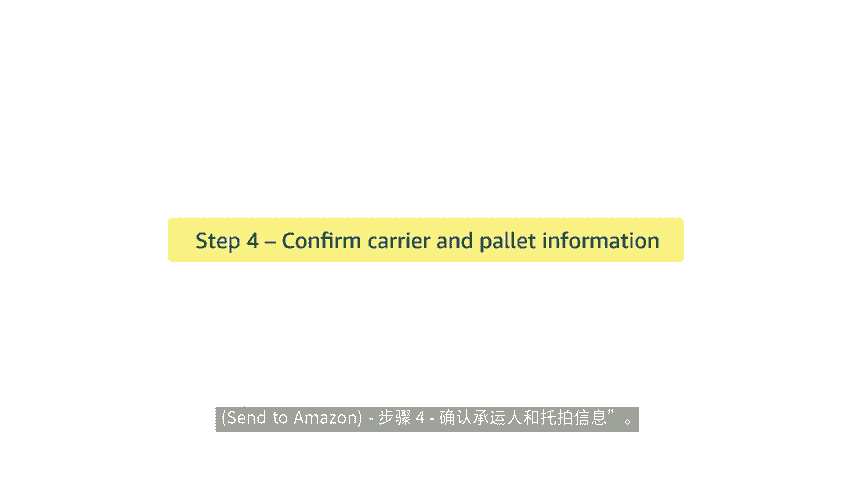 Step 4 – Confirm carrier and pallet information
(Send to Amazon) - 步骤 4 - 确认承运人和托拍信息”。